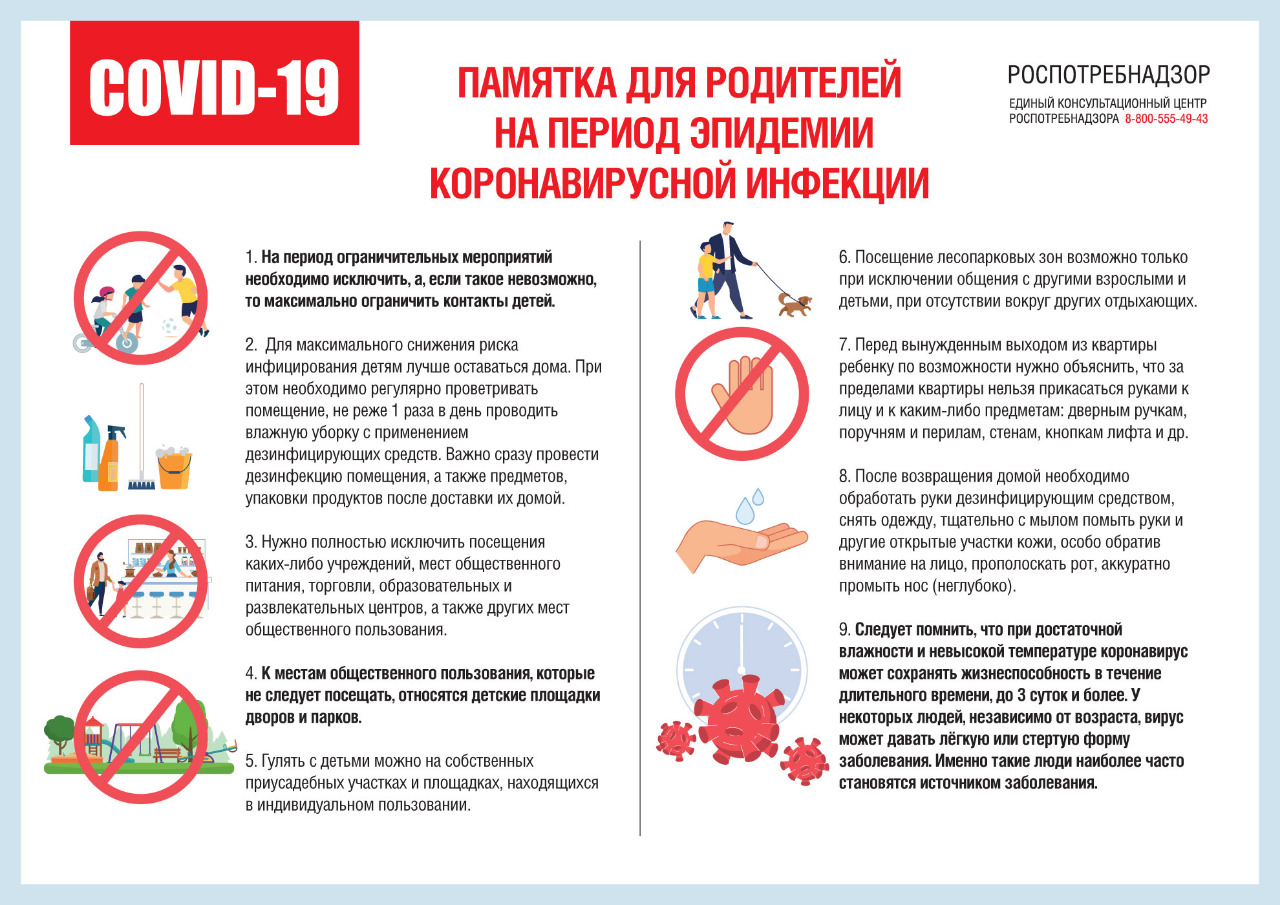 COVID-19
ПАМЯТКА ДЛЯ РОДИТЕЛЕЙ
НА ПЕРИОД ЭПИДЕМИИ
КОРОНАВИРУСНОЙ ИНФЕКЦИИ
РОСПОТРЕБНАДЗОР
ЕДИНЫЙ КОНСУЛЬТАЦИОННЫЙ ЦЕНТР
РОСПОТРЕБНАДЗОРА 8-800-555-49-43
1. На период ограничительных мероприятий
необходимо исключить, а, если такое невозможно,
то максимально ограничить контакты детей.
2. Для максимального снижения риска
инфицирования детям лучше оставаться дома. При
этом необходимо регулярно проветривать
помещение, не реже 1 раза в день проводить
влажную уборку с применением
дезинфицирующих средств. Важно сразу провести
дезинфекцию помещения, а также предметов,
упаковки продуктов после доставки их домой.
3. Нужно полностью исключить посещения
каких-либо учреждений, мест общественного
питания, торговли, образовательных и
развлекательных центров, а также других мест
общественного пользования.
4. К местам общественного пользования, которые
не следует посещать, относятся детские площадки
дворов и парков.
5. Гулять с детьми можно на собственных
приусадебных участках и площадках, находящихся
в индивидуальном пользовании.
6. Посещение лесопарковых зон возможно только
при исключении общения с другими взрослыми и
детьми, при отсутствии вокруг других отдыхающих.
7. Перед вынужденным выходом из квартиры
ребенку по возможности нужно объяснить, что за
пределами квартиры нельзя прикасаться руками к
лицу и к каким-либо предметам: дверным ручкам,
поручням и перилам, стенам, кнопкам лифта и др.
8. После возвращения домой необходимо
обработать руки дезинфицирующим средством,
снять одежду, тщательно с мылом помыть руки и
другие открытые участки кожи, особо обратив
внимание на лицо, прополоскать рот, аккуратно
промыть нос (неглубоко).
9. Следует помнить, что при достаточной
влажности и невысокой температуре коронавирус
может сохранять жизнеспособность в течение
длительного времени, до 3 суток и более. У
некоторых людей, независимо от возраста, вирус
может давать лёгкую или стертую форму
заболевания. Именно такие люди наиболее часто
становятся источником заболевания.